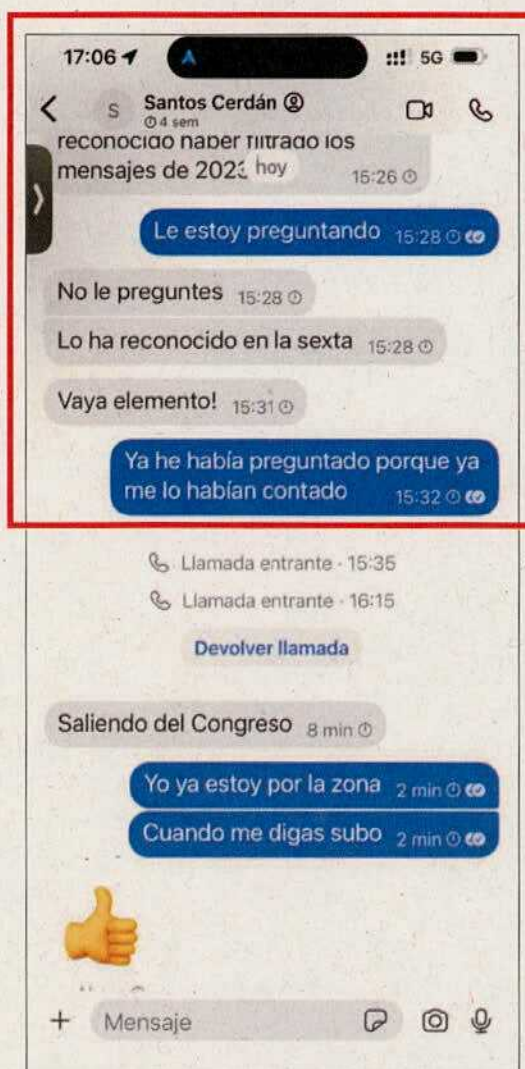 17:06
5G
S Santos Cerdán
4 sem
reconocido haber filtrado los
mensajes de 202
hoy
15:26
Le estoy preguntando 15:28
No le preguntes 15:28
Lo ha reconocido en la sexta 15:28
Vaya elemento! 15:31
Ya he había preguntado porque ya
me lo habían contado 15:32
Llamada entrante · 15:35
Llamada entrante · 16:15
Devolver llamada
Saliendo del Congreso 8 min
Yo ya estoy por la zona 2 min
Cuando me digas subo 2 min
Mensaje